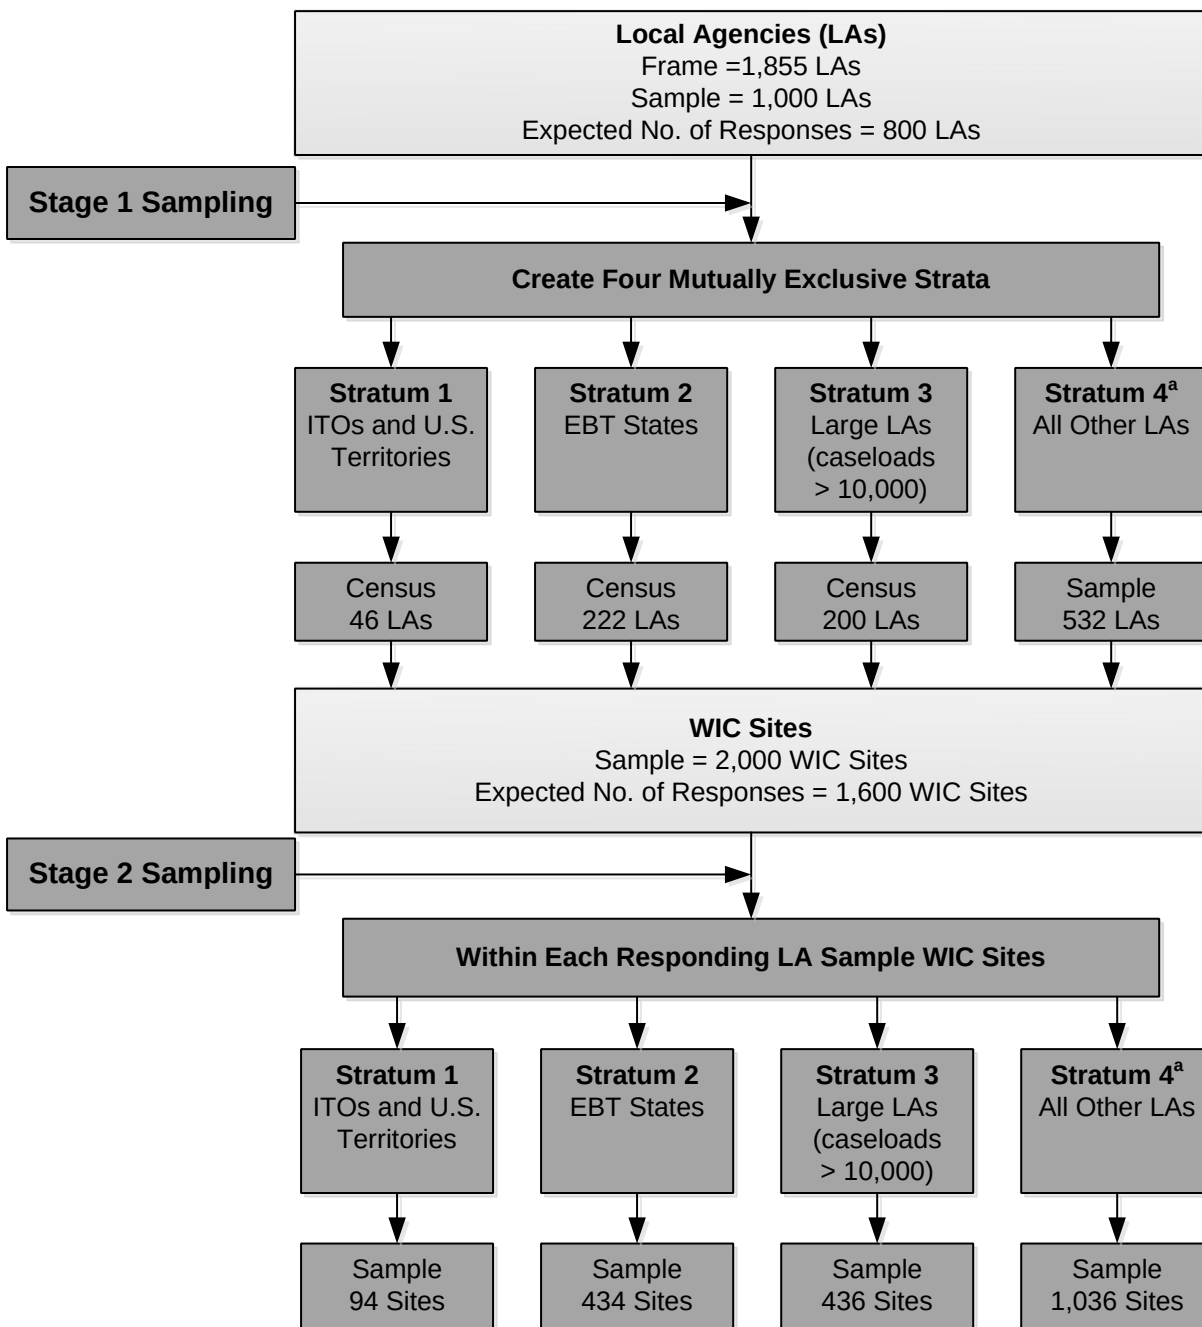 Local Agencies (LAs)
Frame =1,855 LAs
Sample = 1,000 LAs
Expected No. of Responses = 800 LAs
Stage 1 Sampling
Create Four Mutually Exclusive Strata
Stratum 1
ITOs and U.S.
Territories
Stratum 2
EBT States
Stratum 3
Large LAs
(caseloads
> 10,000)
Stratum 4a
All Other LAs
Census
46 LAs
Census
222 LAs
Census
200 LAs
Sample
532 LAs
WIC Sites
Sample = 2,000 WIC Sites
Expected No. of Responses = 1,600 WIC Sites
Stage 2 Sampling
Within Each Responding LA Sample WIC Sites
Stratum 1
ITOs and U.S.
Territories
Stratum 2
EBT States
Stratum 3
Large LAs
(caseloads
> 10,000)
Stratum 4a
All Other LAs
Sample
94 Sites
Sample
434 Sites
Sample
436 Sites
Sample
1,036 Sites